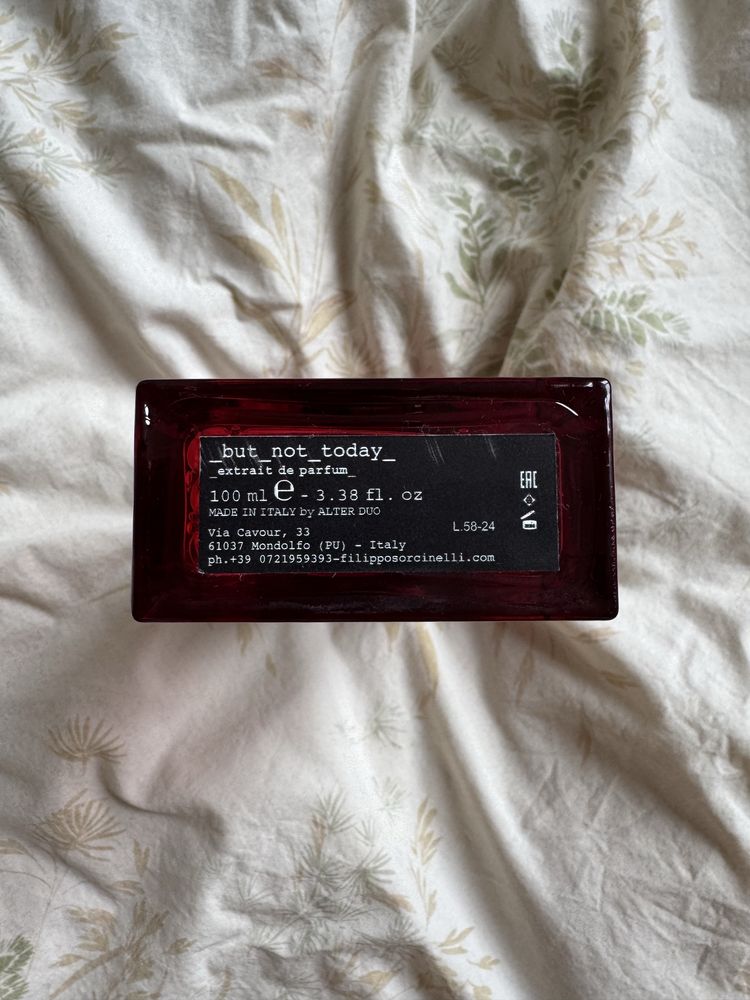 _but_not_today_
_extrait de parfum_
100 ml ℮ - 3.38 fl. oz
MADE IN ITALY by ALTER DUO
Via Cavour, 33
L.58-24
61037 Mondolfo (PU) - Italy
ph.+39 0721959393-filipposorcinelli.com
EAC